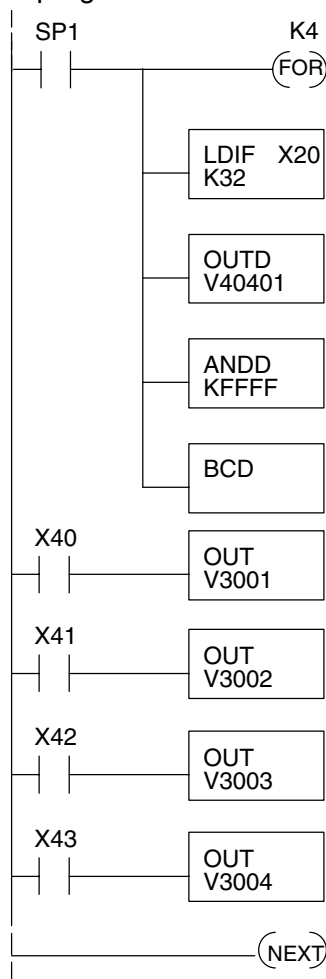 SP1 K4
FOR
LDIF X20
K32
OUTD
V40401
ANDD
KFFFF
BCD
X40
OUT
V3001
X41
OUT
V3002
X42
OUT
V3003
X43
OUT
V3004
NEXT